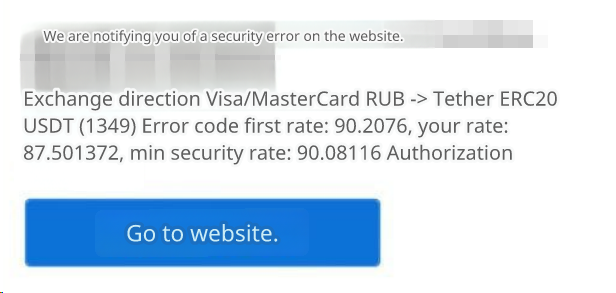 We are notifying you of a security error on the website.
Exchange direction Visa/MasterCard RUB -> Tether ERC20
USDT (1349) Error code first rate: 90.2076, your rate:
87.501372, min security rate: 90.08116 Authorization
Go to website.